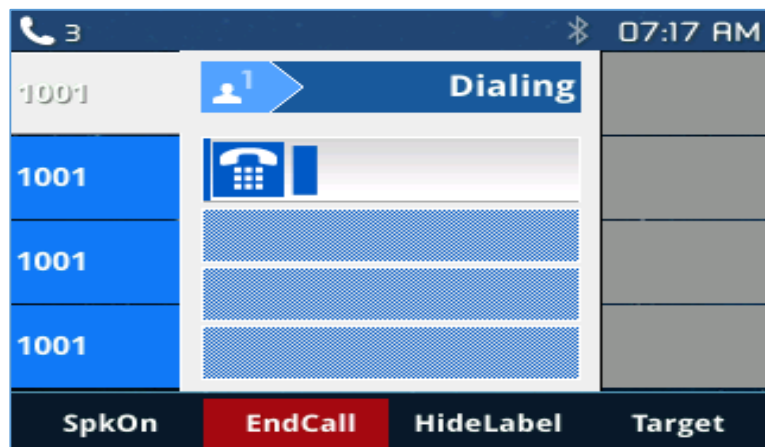 3 07:17 AM
1001 1 Dialing
1001
1001
1001
SpkOn EndCall HideLabel Target